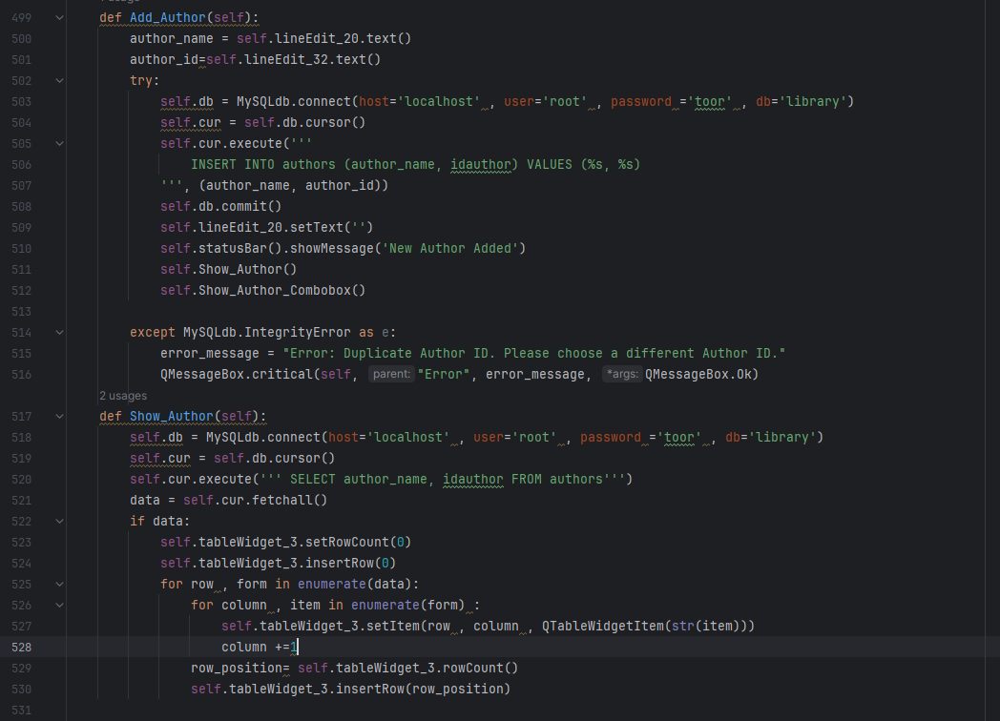 499 def Add_Author(self):
500 author_name = self.lineEdit_20.text()
501 author_id=self.lineEdit_32.text()
502 try:
503 self.db = MySQLdb.connect(host='localhost' , user='root' , password ='toor' , db='library')
504 self.cur = self.db.cursor()
505 self.cur.execute('''
506 INSERT INTO authors (author_name, idauthor) VALUES (%s, %s)
507 ''', (author_name, author_id))
508 self.db.commit()
509 self.lineEdit_20.setText('')
510 self.statusBar().showMessage('New Author Added')
511 self.Show_Author()
512 self.Show_Author_Combobox()
513
514 except MySQLdb.IntegrityError as e:
515 error_message = "Error: Duplicate Author ID. Please choose a different Author ID."
516 QMessageBox.critical(self, parent: "Error", error_message, *args: QMessageBox.Ok)
2 usages
517 def Show_Author(self):
518 self.db = MySQLdb.connect(host='localhost' , user='root' , password ='toor' , db='library')
519 self.cur = self.db.cursor()
520 self.cur.execute(''' SELECT author_name, idauthor FROM authors''')
521 data = self.cur.fetchall()
522 if data:
523 self.tableWidget_3.setRowCount(0)
524 self.tableWidget_3.insertRow(0)
525 for row , form in enumerate(data):
526 for column , item in enumerate(form) :
527 self.tableWidget_3.setItem(row , column , QTableWidgetItem(str(item)))
528 column +=1
529 row_position= self.tableWidget_3.rowCount()
530 self.tableWidget_3.insertRow(row_position)
531